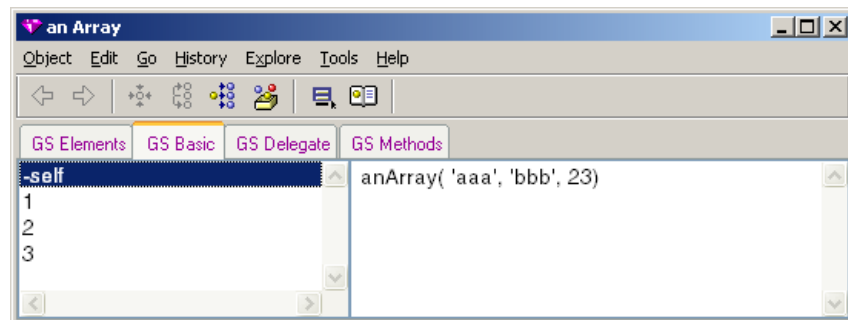 an Array
Object Edit Go History Explore Tools Help
GS Elements GS Basic GS Delegate GS Methods
-self
1
2
3
anArray( 'aaa', 'bbb', 23)